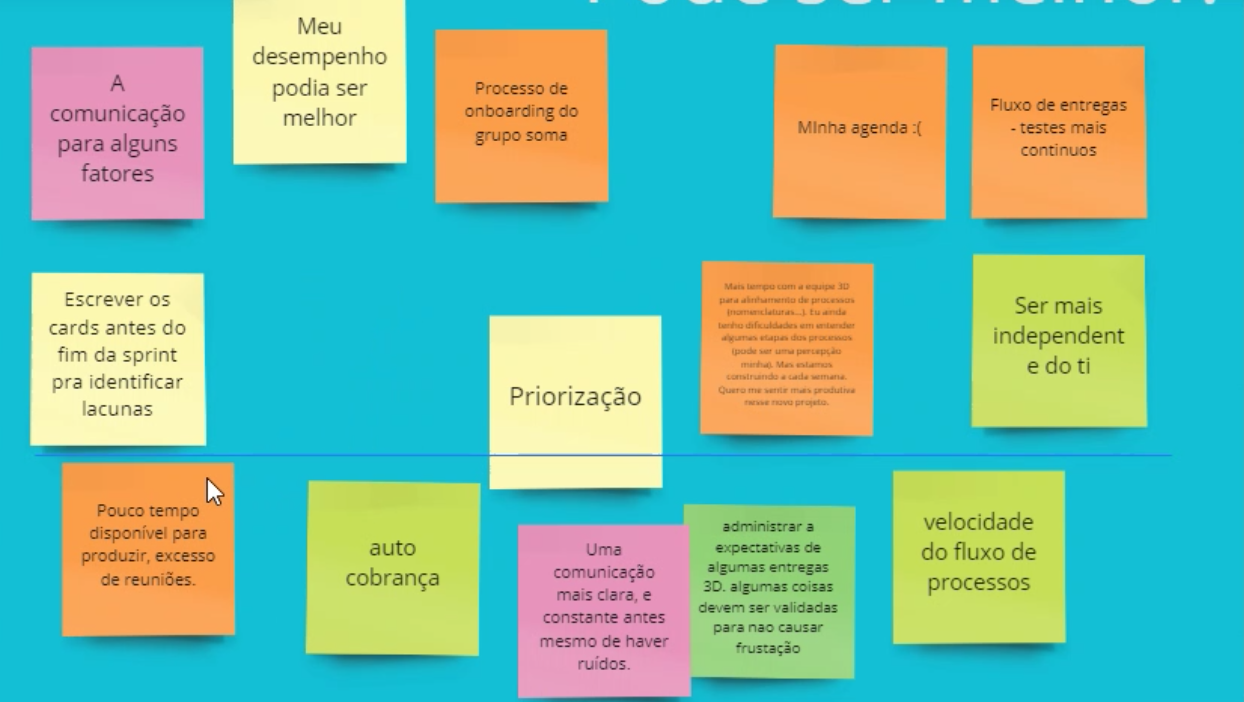 Pode ser melhor!
A
comunicação
para alguns
fatores
Meu
desempenho
podia ser
melhor
Processo de
onboarding do
grupo soma
MInha agenda :(
Fluxo de entregas
- testes mais
continuos
Escrever os
cards antes do
fim da sprint
pra identificar
lacunas
Priorização
Mais tempo com a equipe 3D
para alinhamento de processos
(nomenclaturas...). Eu ainda
tenho dificuldades em entender
algumas etapas dos processos
(pode ser uma percepção
minha). Mas estamos
construindo a cada semana.
Quero me sentir mais produtiva
nesse novo projeto.
Ser mais
independent
e do ti
Pouco tempo
disponível para
produzir, excesso
de reuniões.
auto
cobrança
Uma
comunicação
mais clara, e
constante antes
mesmo de haver
ruídos.
administrar a
expectativas de
algumas entregas
3D. algumas coisas
devem ser validadas
para nao causar
frustação
velocidade
do fluxo de
processos